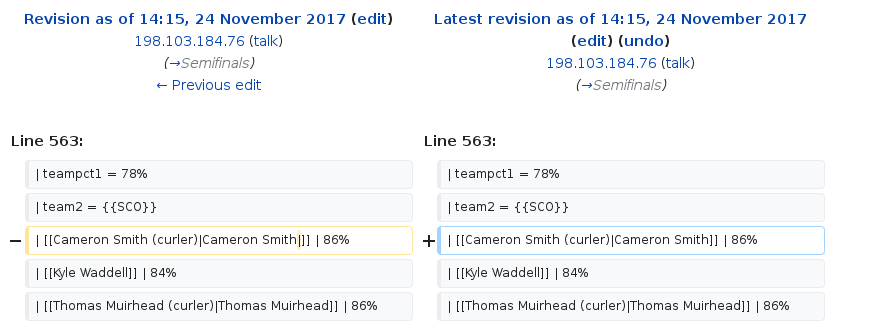 Revision as of 14:15, 24 November 2017 (edit)
198.103.184.76 (talk)
(→Semifinals)
← Previous edit
Latest revision as of 14:15, 24 November 2017
(edit) (undo)
198.103.184.76 (talk)
(→Semifinals)
Line 563:
| teampct1 = 78%
| team2 = {{SCO}}
− | [[Cameron Smith (curler)|Cameron Smith|]] | 86%
| [[Kyle Waddell]] | 84%
| [[Thomas Muirhead (curler)|Thomas Muirhead]] | 86%
Line 563:
| teampct1 = 78%
| team2 = {{SCO}}
+ | [[Cameron Smith (curler)|Cameron Smith]] | 86%
| [[Kyle Waddell]] | 84%
| [[Thomas Muirhead (curler)|Thomas Muirhead]] | 86%